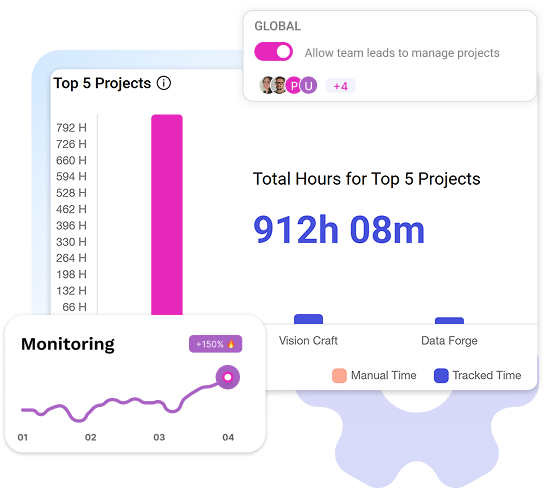 GLOBAL
Allow team leads to manage projects
P U +4
Top 5 Projects
792 H
726 H
660 H
594 H
528 H
462 H
396 H
330 H
264 H
198 H
132 H
66 H
Total Hours for Top 5 Projects
912h 08m
Vision Craft Data Forge
Manual Time Tracked Time
Monitoring +150% 🔥
01 02 03 04